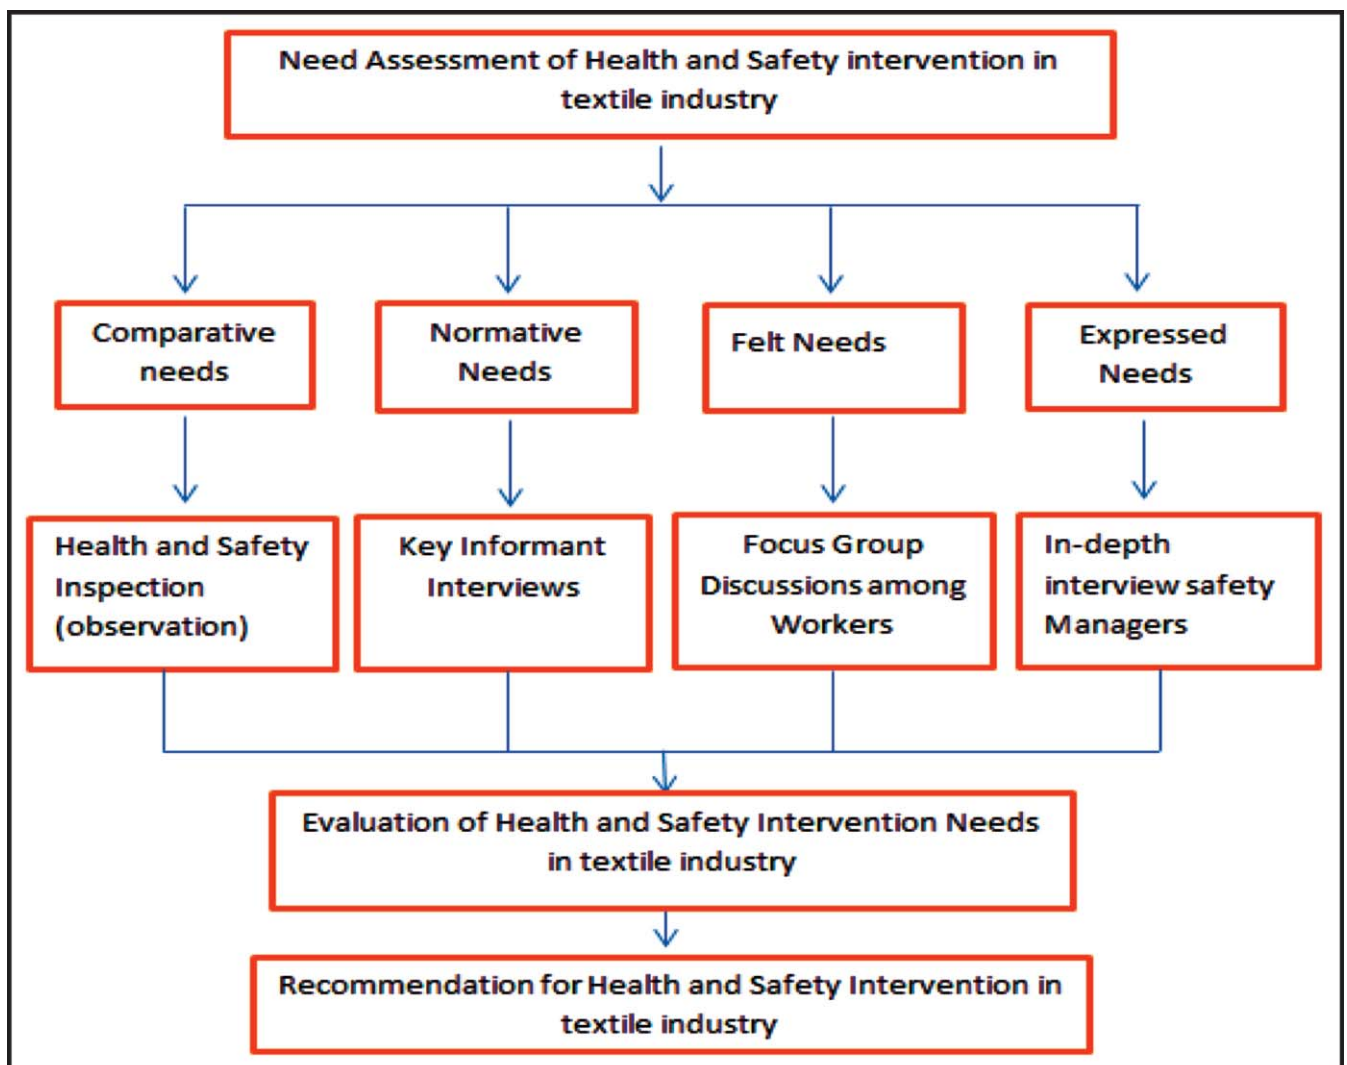 Need Assessment of Health and Safety intervention in
textile industry
Comparative
needs
Normative
Needs
Felt Needs
Expressed
Needs
Health and Safety
Inspection
(observation)
Key Informant
Interviews
Focus Group
Discussions among
Workers
In-depth
interview safety
Managers
Evaluation of Health and Safety Intervention Needs
in textile industry
Recommendation for Health and Safety Intervention in
textile industry